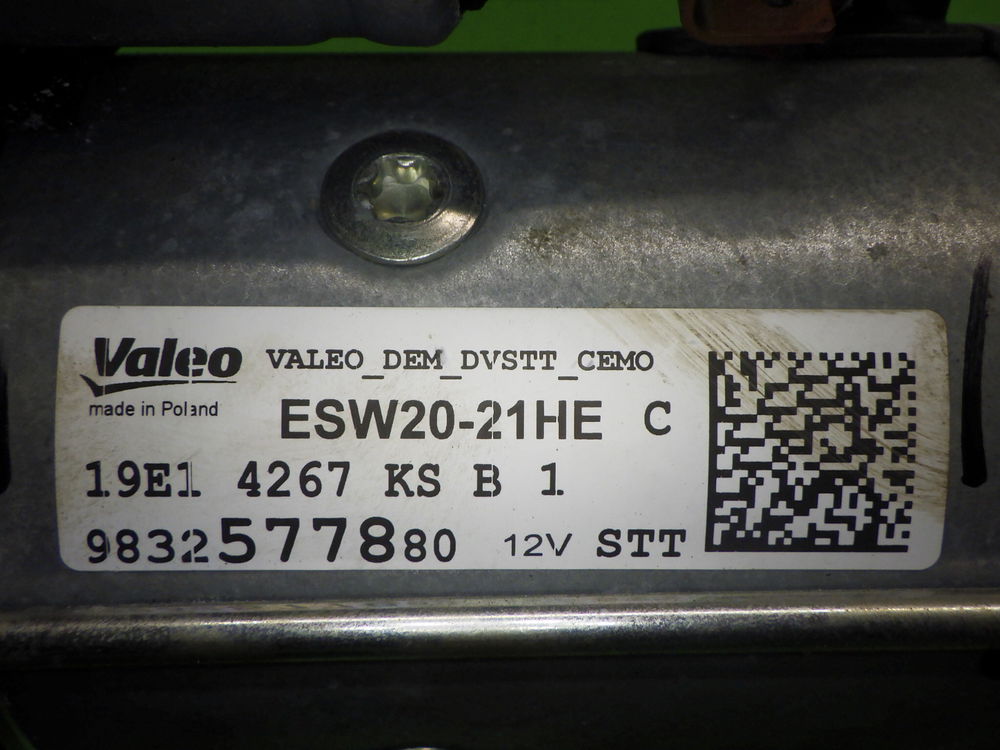 Valeo VALEO_DEM_DVSTT_CEMO
made in Poland
ESW20-21HE C
19E1 4267 KS B 1
9832577880 12V STT